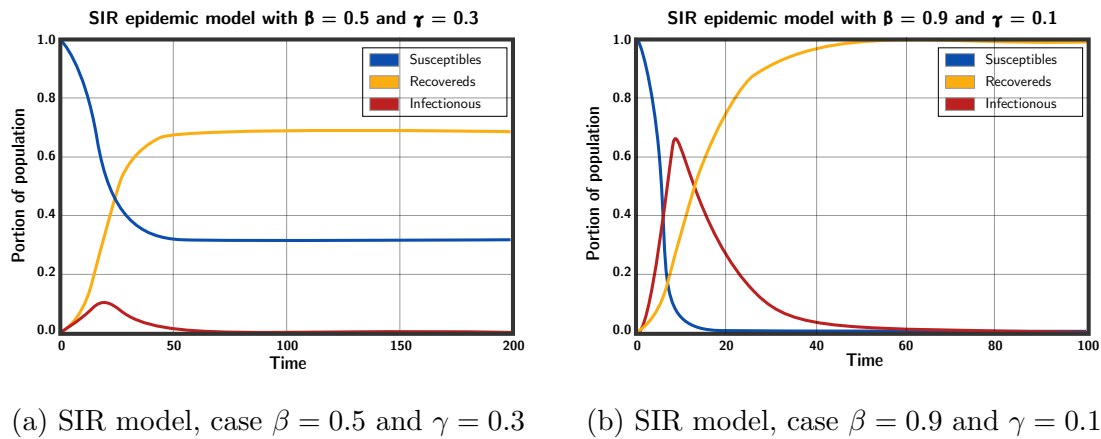 SIR epidemic model with β = 0.5 and γ = 0.3
1.0
0.8
0.6
0.4
0.2
0.0
Portion of population
0
50
100
150
200
Time
Susceptibles
Recovereds
Infectionous
(a) SIR model, case β = 0.5 and γ = 0.3
SIR epidemic model with β = 0.9 and γ = 0.1
1.0
0.8
0.6
0.4
0.2
0.0
Portion of population
0
20
40
60
80
100
Time
Susceptibles
Recovereds
Infectionous
(b) SIR model, case β = 0.9 and γ = 0.1